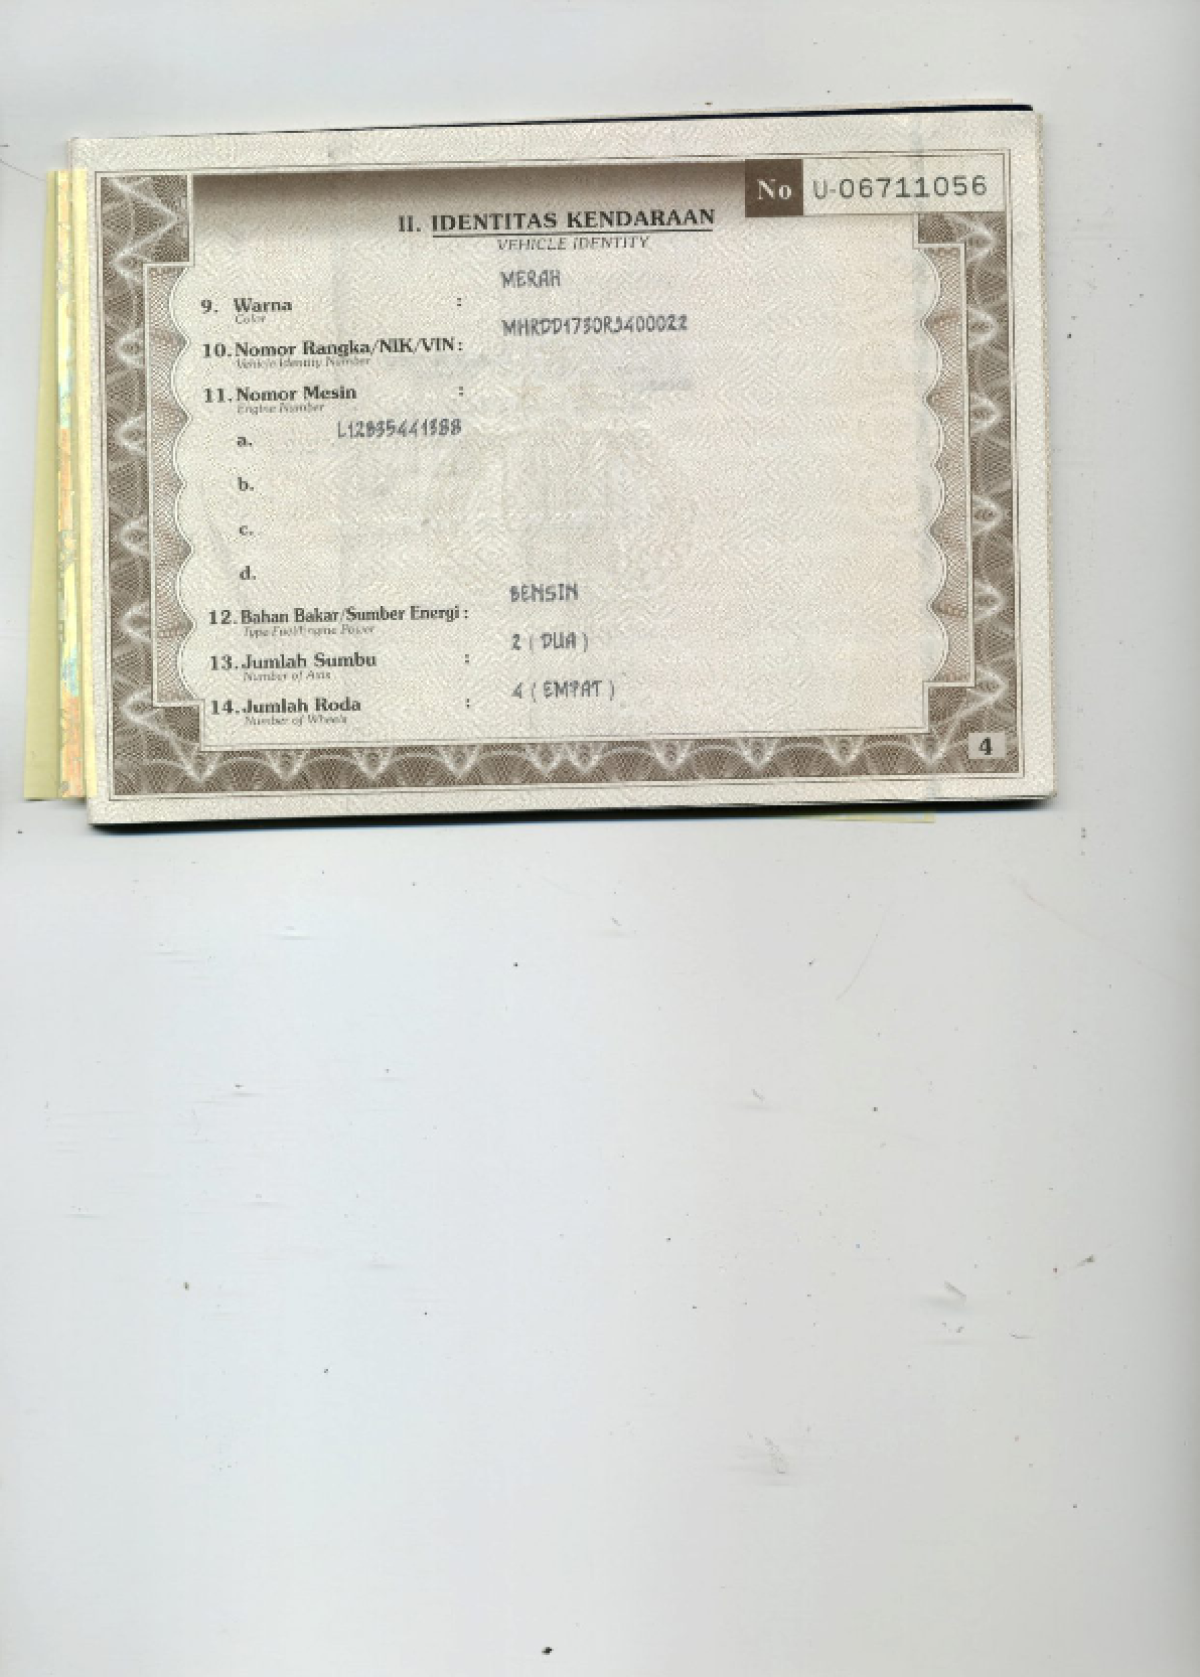 No U-06711056
II. IDENTITAS KENDARAAN
VEHICLE IDENTITY
9. Warna : MERAH
Color
10. Nomor Rangka/NIK/VIN :
Vehicle Identity Number
11. Nomor Mesin :
Engine Number
a.
b.
c.
d.
12. Bahan Bakar/Sumber Energi : BENSIN
Type Fuel/Engine Power
13. Jumlah Sumbu : 2 ( DUA )
Number of Axis
14. Jumlah Roda : 4 ( EMPAT )
Number of Wheels
4